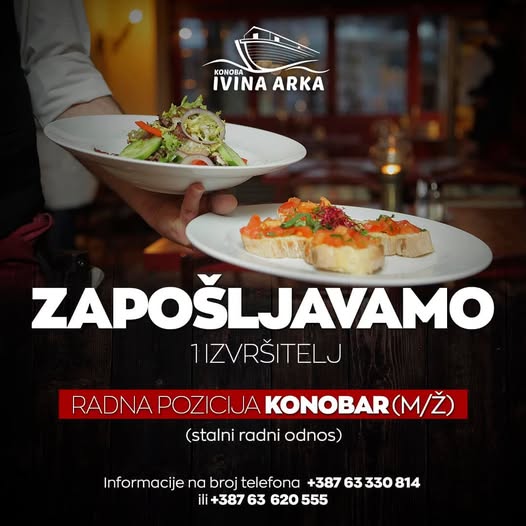 KONOBA
IVINA ARKA
ZAPOŠLJAVAMO
1 IZVRŠITELJ
RADNA POZICIJA KONOBAR (M/Ž)
(stalni radni odnos)
Informacije na broj telefona +387 63 330 814
ili +387 63 620 555